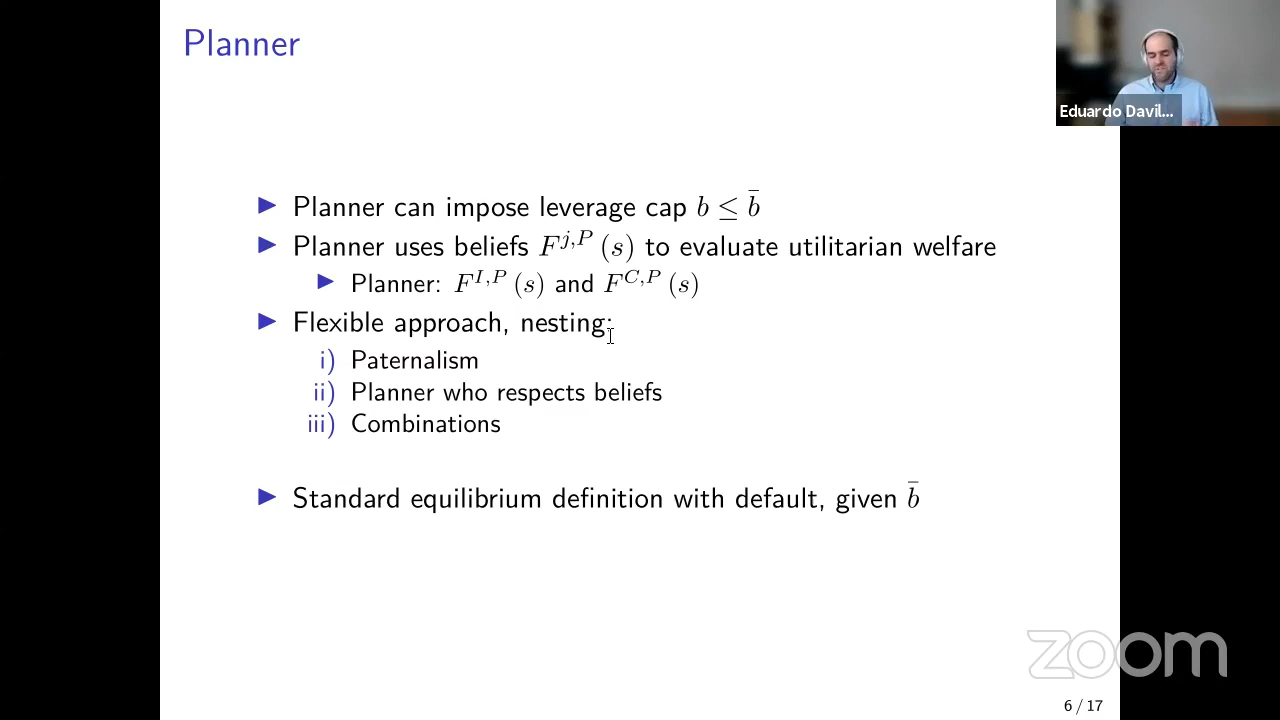 Planner
Eduardo Davil...
▶ Planner can impose leverage cap b ≤ b̄
▶ Planner uses beliefs F^{j,P} (s) to evaluate utilitarian welfare
▶ Planner: F^{I,P} (s) and F^{C,P} (s)
▶ Flexible approach, nesting:
i) Paternalism
ii) Planner who respects beliefs
iii) Combinations
▶ Standard equilibrium definition with default, given b̄
zoom
6 / 17